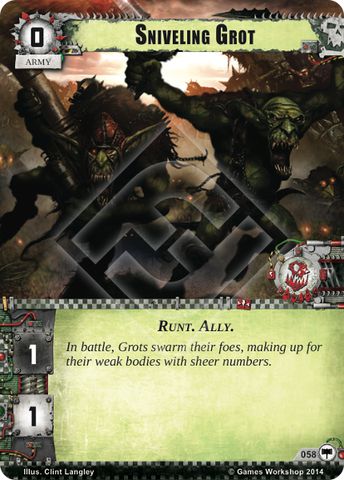 0
Sniveling Grot
ARMY
Runt. Ally.
1
In battle, Grots swarm their foes, making up for
their weak bodies with sheer numbers.
1
058
Illus. Clint Langley
© Games Workshop 2014